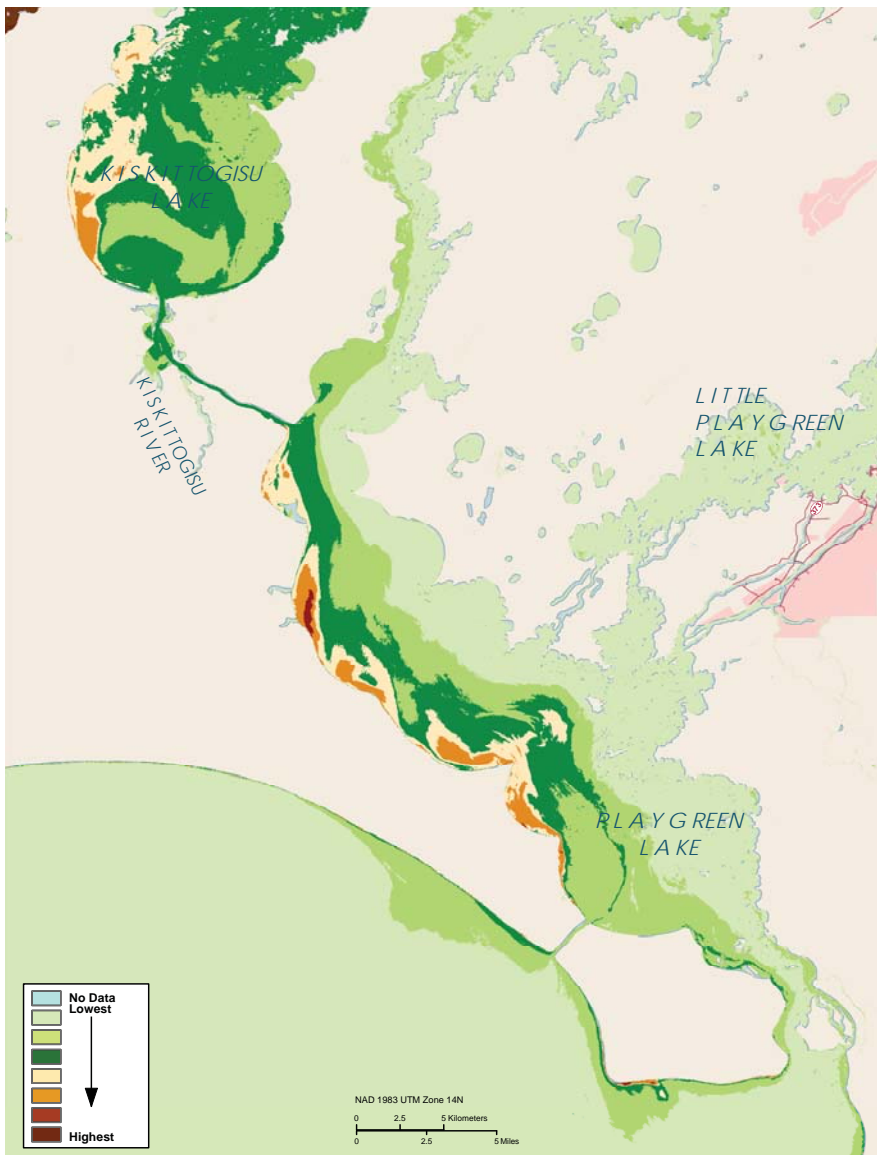 KISKITTOGISU
LAKE
KISKITTOGISU
RIVER
LITTLE
PLAYGREEN
LAKE
373
PLAYGREEN
LAKE
No Data
Lowest
Highest
NAD 1983 UTM Zone 14N
0 2.5 5 Kilometers
0 2.5 5 Miles